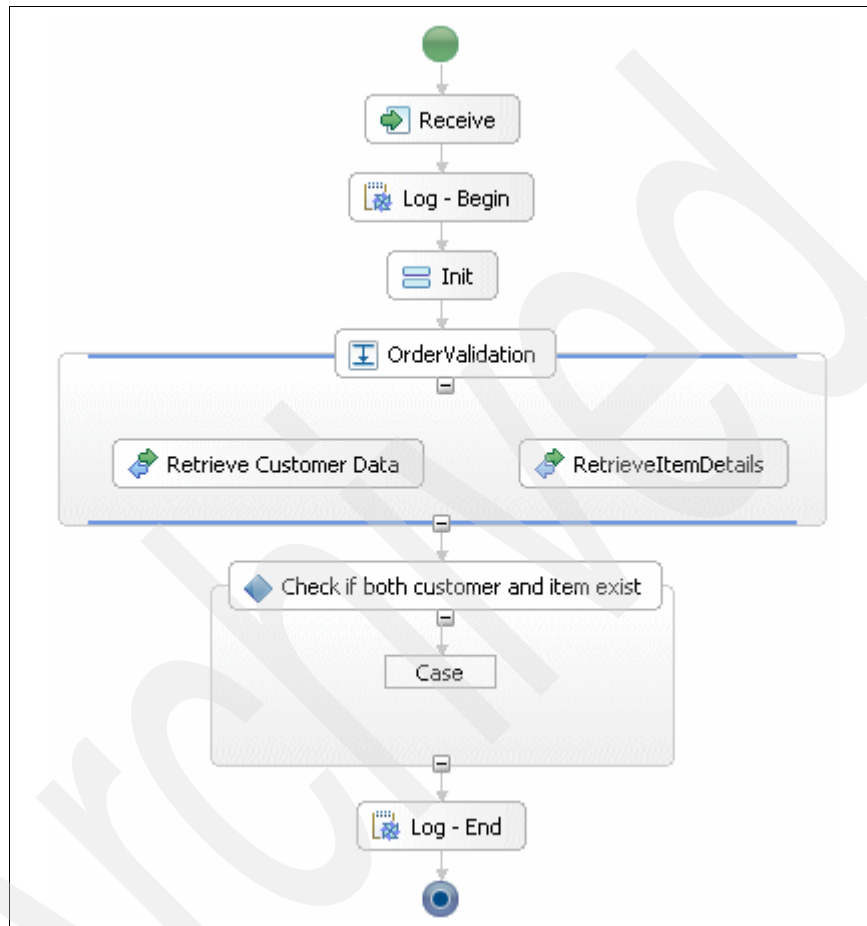 Receive
Log - Begin
Init
OrderValidation
Retrieve Customer Data
RetrieveItemDetails
Check if both customer and item exist
Case
Log - End
Archived